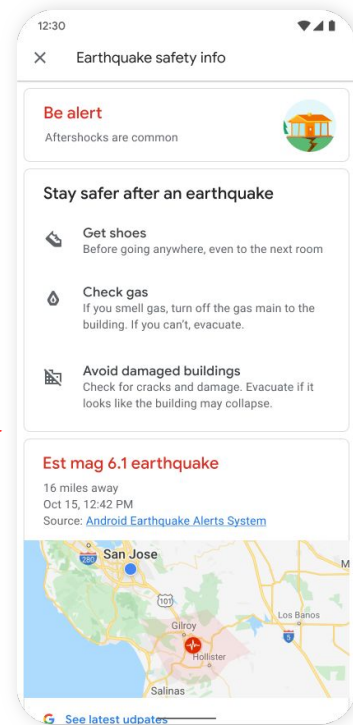 12:30
Earthquake safety info
Be alert
Aftershocks are common
Stay safer after an earthquake
Get shoes
Before going anywhere, even to the next room
Check gas
If you smell gas, turn off the gas main to the
building. If you can't, evacuate.
Avoid damaged buildings
Check for cracks and damage. Evacuate if it
looks like the building may collapse.
Est mag 6.1 earthquake
16 miles away
Oct 15, 12:42 PM
Source: Android Earthquake Alerts System
San Jose
280
M
101
Los Banos
Gilroy
5
Hollister
Salinas
G See latest udpates